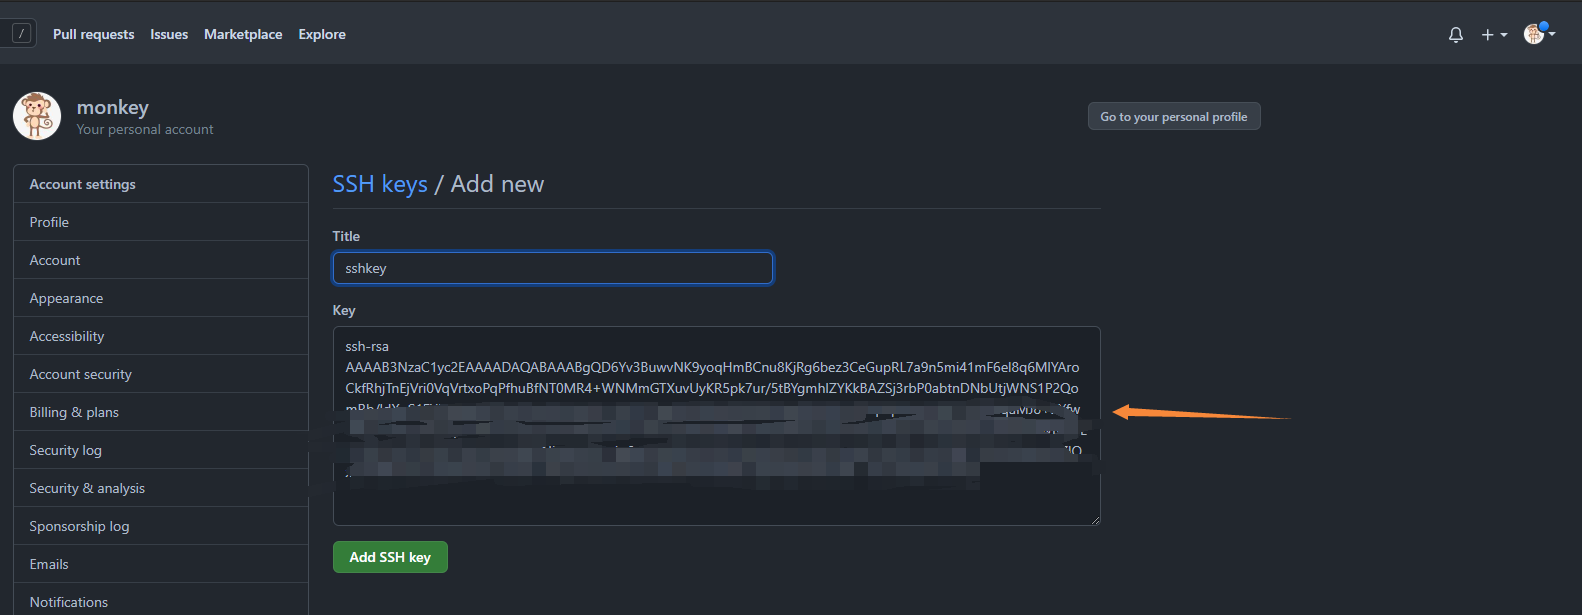 / Pull requests Issues Marketplace Explore
monkey
Your personal account
Go to your personal profile
Account settings
Profile
Account
Appearance
Accessibility
Account security
Billing & plans
Security log
Security & analysis
Sponsorship log
Emails
Notifications
SSH keys / Add new
Title
sshkey
Key
ssh-rsa
AAAAB3NzaC1yc2EAAAADAQABAAABgQD6Yv3BuwvNK9yoqHmBCnu8KjRg6bez3CeGupRL7a9n5mi41mF6el8q6MIYAro
CkfRhjTnEjVri0VqVrtxoPqPfhuBfNT0MR4+WNMmGTXuvUyKR5pk7ur/5tBYgmhIZYKkBAZSj3rbP0abtnDNbUtjWNS1P2Qo
Add SSH key